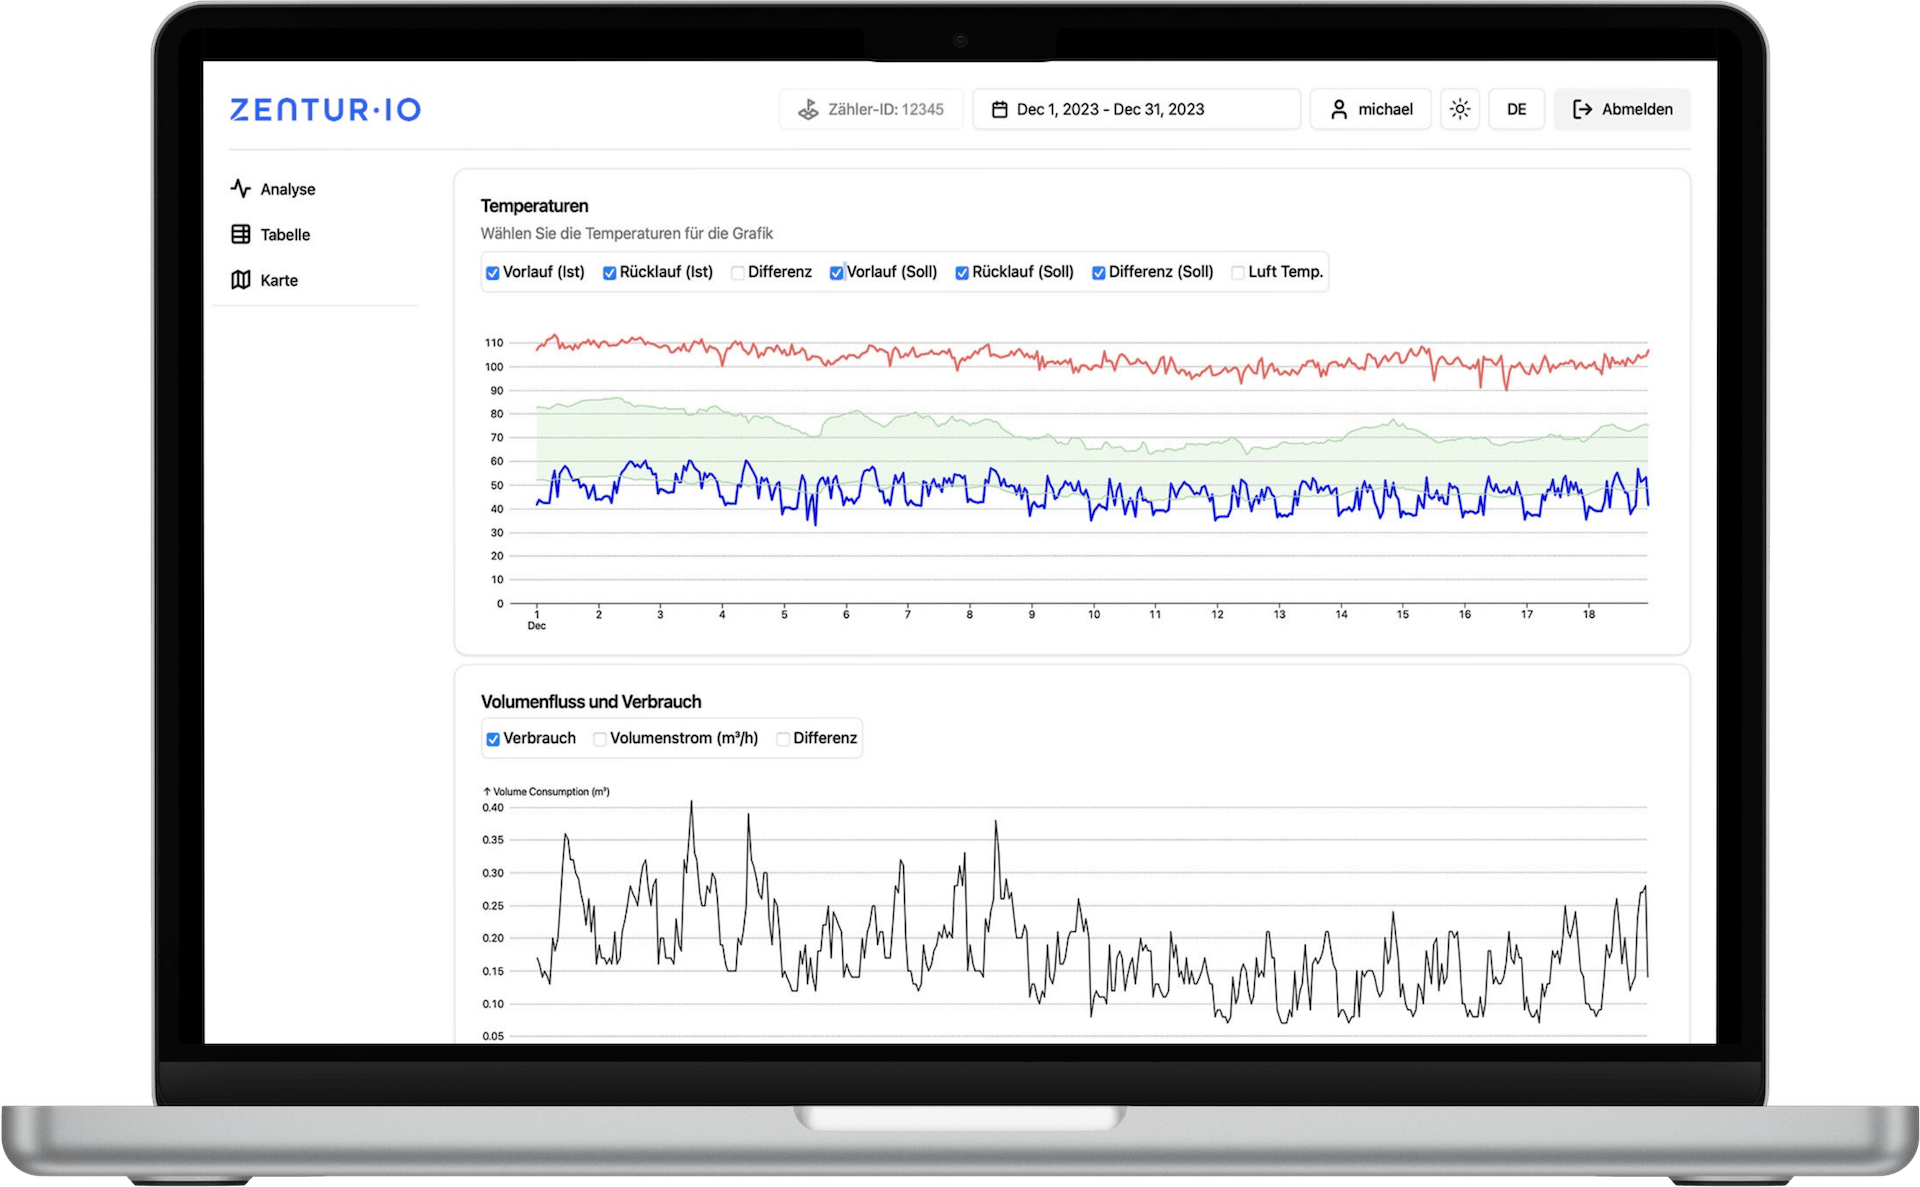 ZENTUR·IO
Zähler-ID: 12345
Dec 1, 2023 - Dec 31, 2023
michael
DE
Abmelden
Analyse
Tabelle
Karte
Temperaturen
Wählen Sie die Temperaturen für die Grafik
Vorlauf (Ist) Rücklauf (Ist) Differenz Vorlauf (Soll) Rücklauf (Soll) Differenz (Soll) Luft Temp.
110
100
90
80
70
60
50
40
30
20
10
0
1 2 3 4 5 6 7 8 9 10 11 12 13 14 15 16 17 18
Dec
Volumenfluss und Verbrauch
Verbrauch Volumenstrom (m³/h) Differenz
↑ Volume Consumption (m³)
0.40
0.35
0.30
0.25
0.20
0.15
0.10
0.05